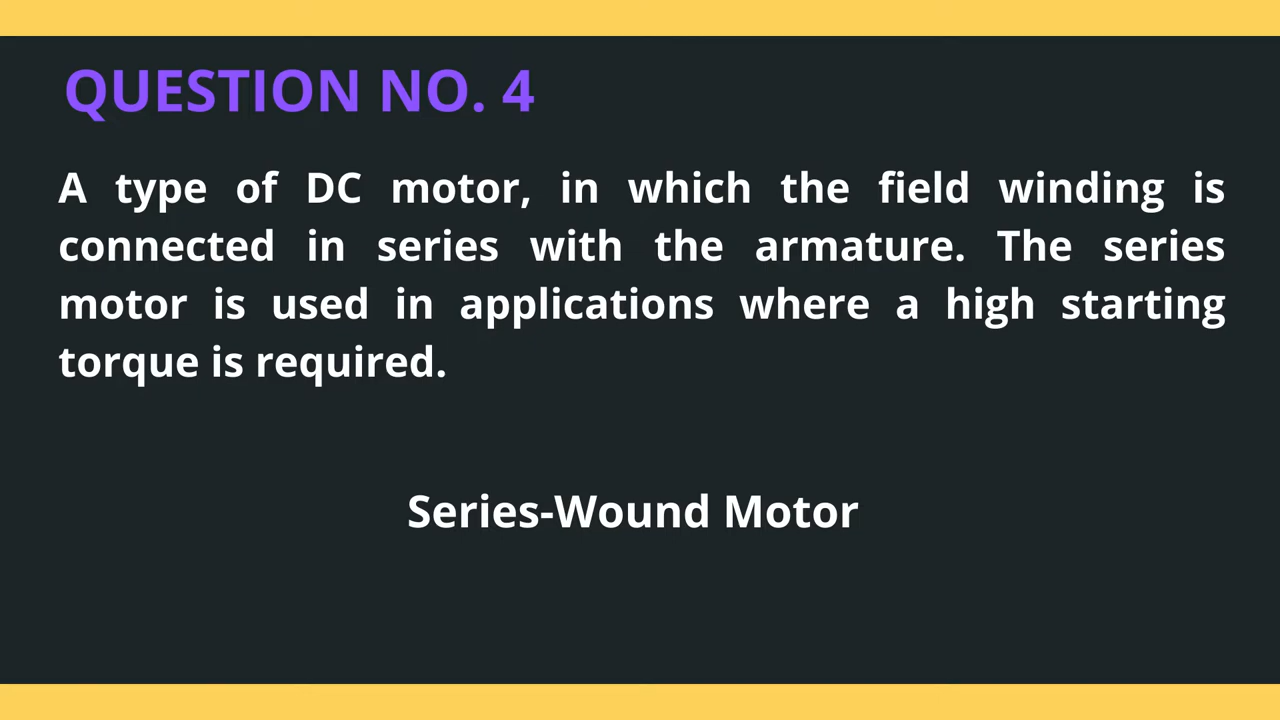 QUESTION NO. 4
A type of DC motor, in which the field winding is
connected in series with the armature. The series
motor is used in applications where a high starting
torque is required.
Series-Wound Motor